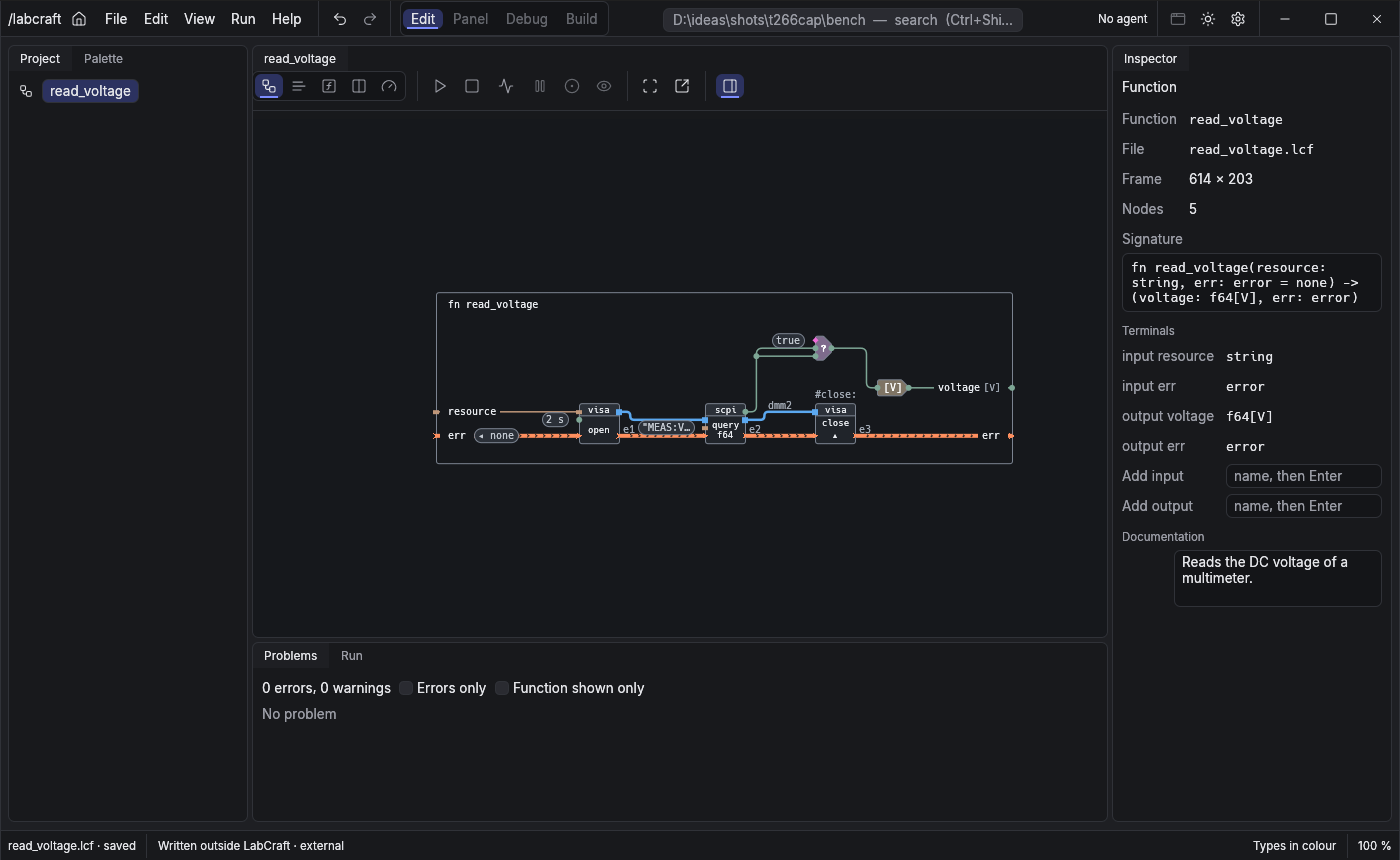 /labcraft File Edit View Run Help Edit Panel Debug Build D:\ideas\shots\t266cap\bench — search (Ctrl+Shi... No agent
Project Palette
read_voltage
read_voltage
fn read_voltage
true
?
[V]
voltage [V]
#close:
resource
2 s
visa
open
scpi
query
f64
dmm2
visa
close
err
none
e1
"MEAS:V…
e2
e3
err
Problems Run
0 errors, 0 warnings Errors only Function shown only
No problem
Inspector
Function
Function read_voltage
File read_voltage.lcf
Frame 614 × 203
Nodes 5
Signature
fn read_voltage(resource:
string, err: error = none) ->
(voltage: f64[V], err: error)
Terminals
input resource string
input err error
output voltage f64[V]
output err error
Add input name, then Enter
Add output name, then Enter
Documentation
Reads the DC voltage of a
multimeter.
read_voltage.lcf · saved Written outside LabCraft · external Types in colour 100 %